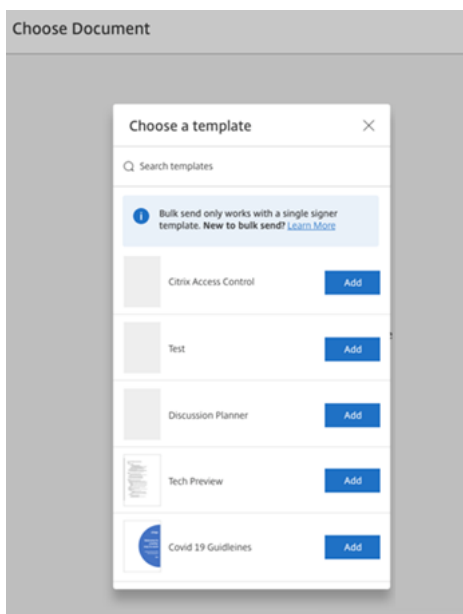 Choose Document
Choose a template
Search templates
Bulk send only works with a single signer
template. New to bulk send? Learn More
Citrix Access Control
Add
Test
Add
Discussion Planner
Add
Tech Preview
Add
Covid 19 Guidleines
Add